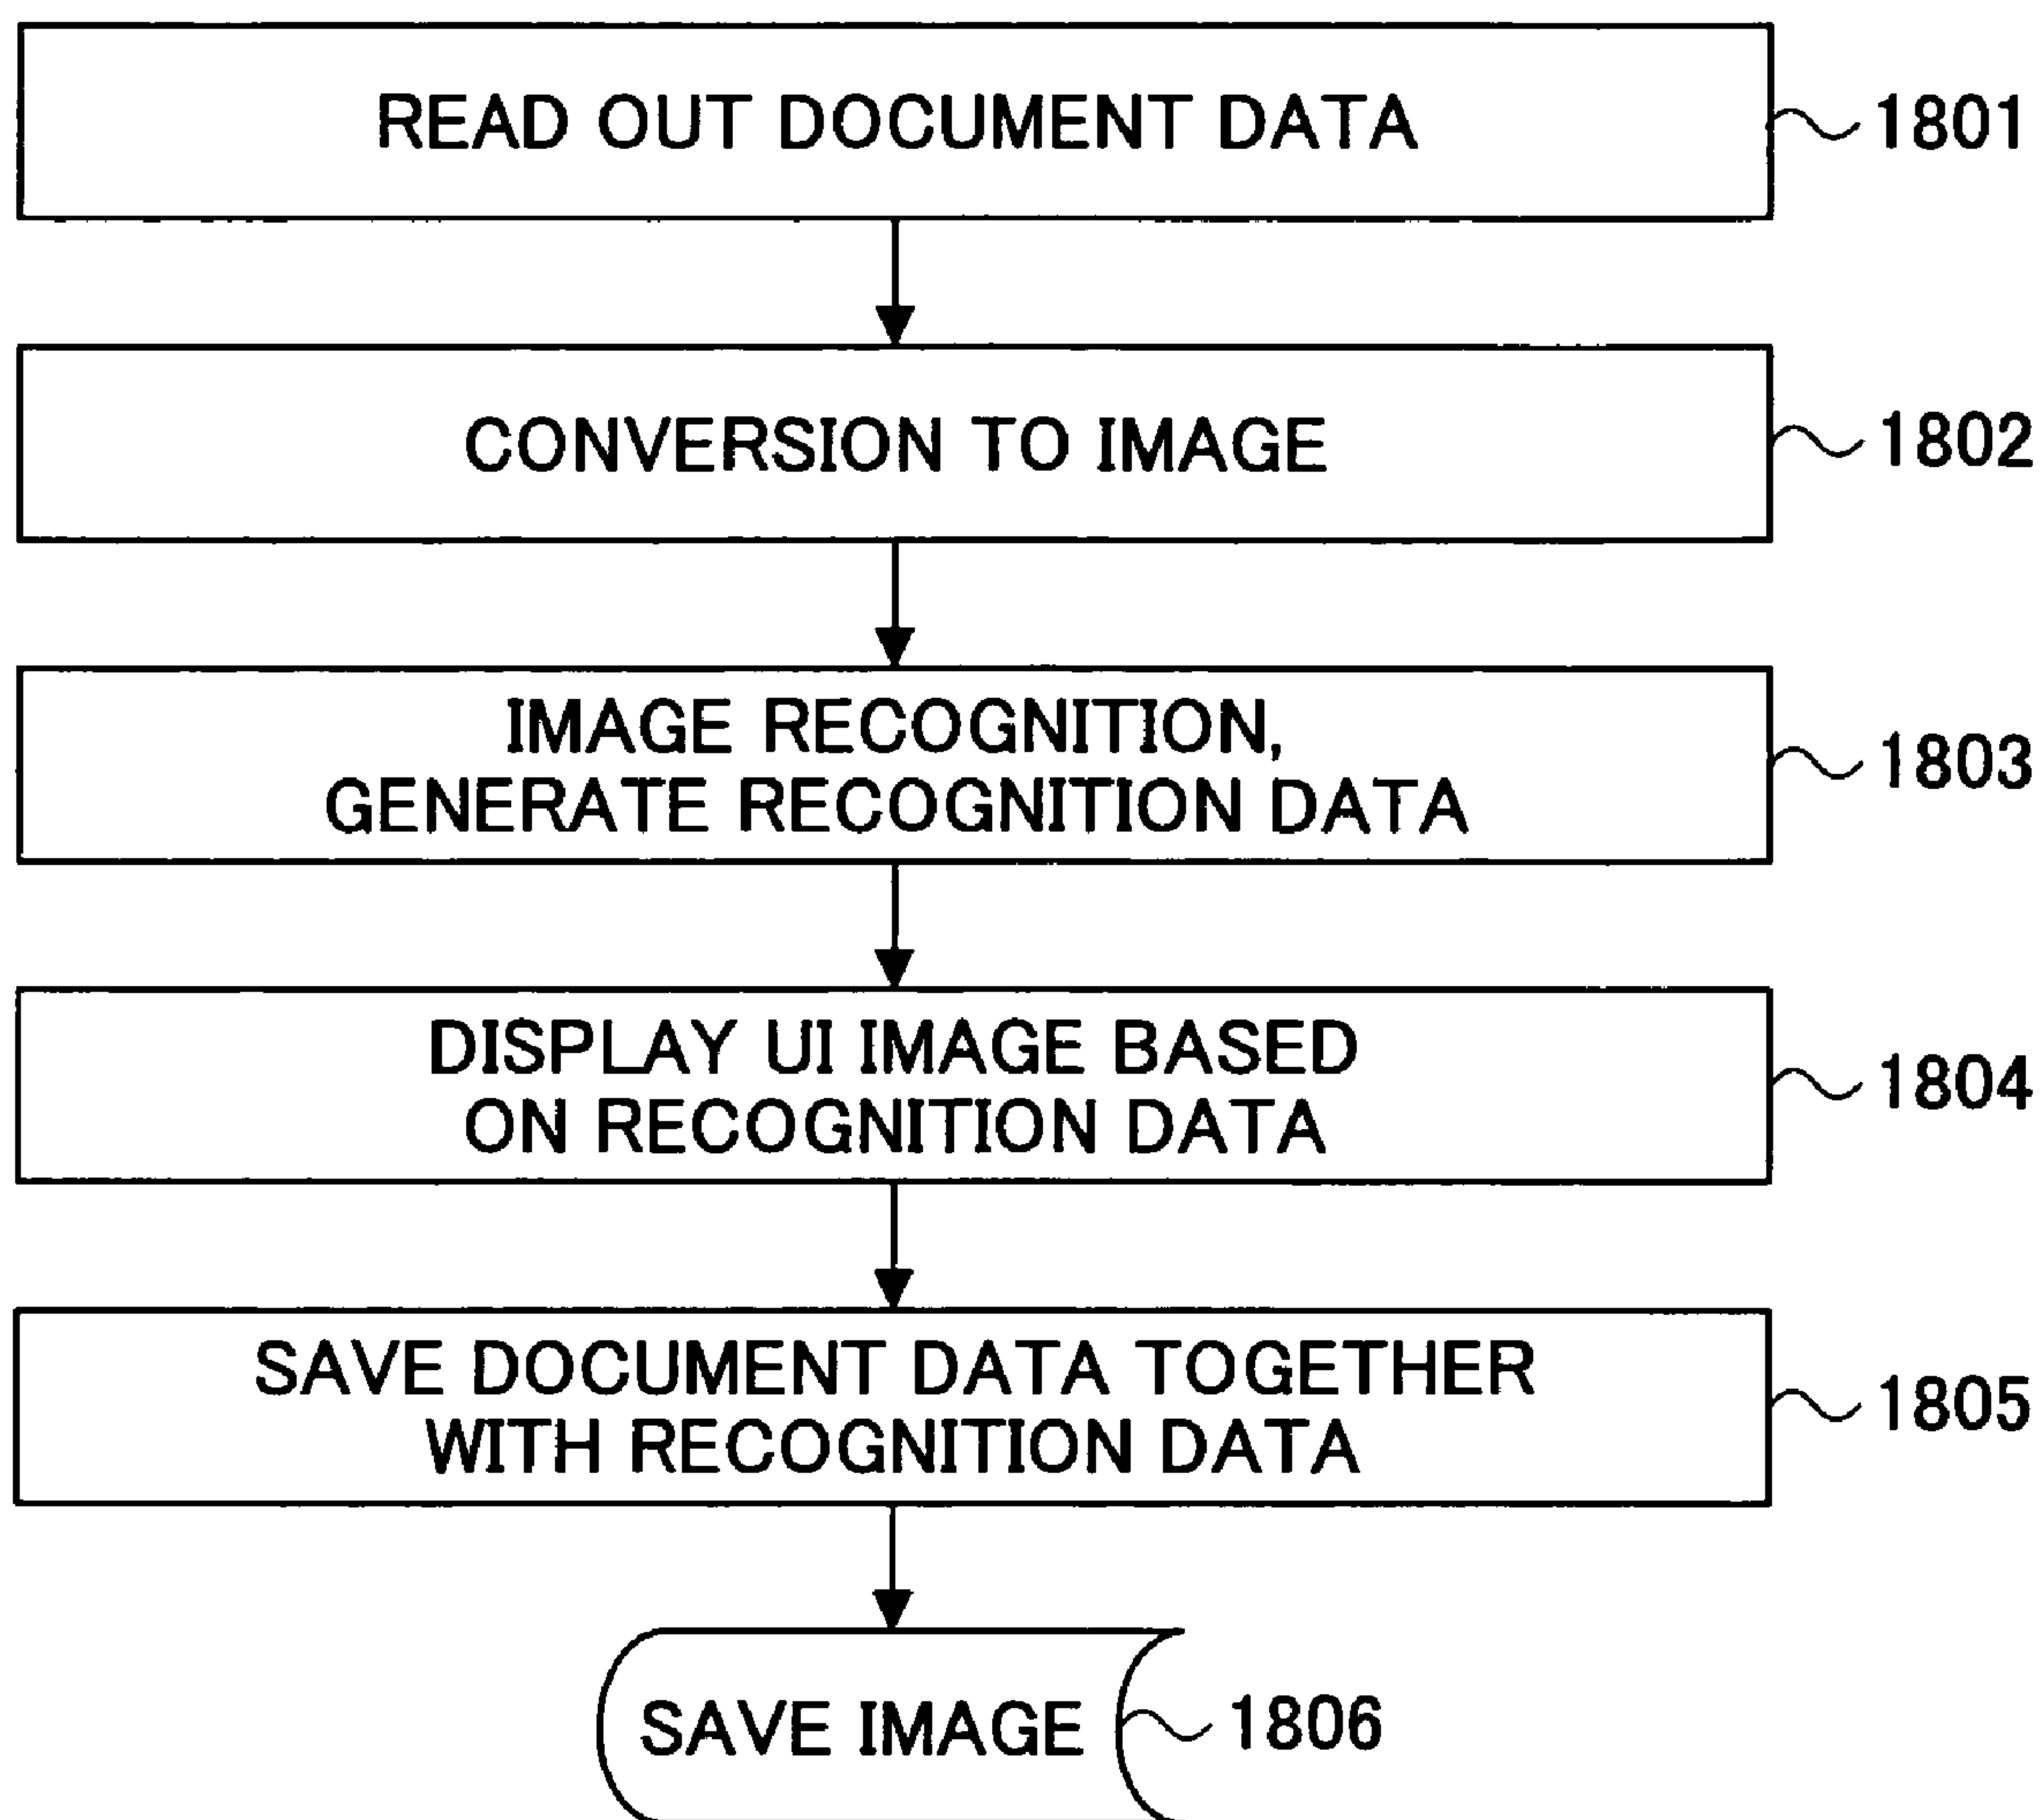 READ OUT DOCUMENT DATA
1801
CONVERSION TO IMAGE
1802
IMAGE RECOGNITION,
GENERATE RECOGNITION DATA
1803
DISPLAY UI IMAGE BASED
ON RECOGNITION DATA
1804
SAVE DOCUMENT DATA TOGETHER
WITH RECOGNITION DATA
1805
SAVE IMAGE
1806